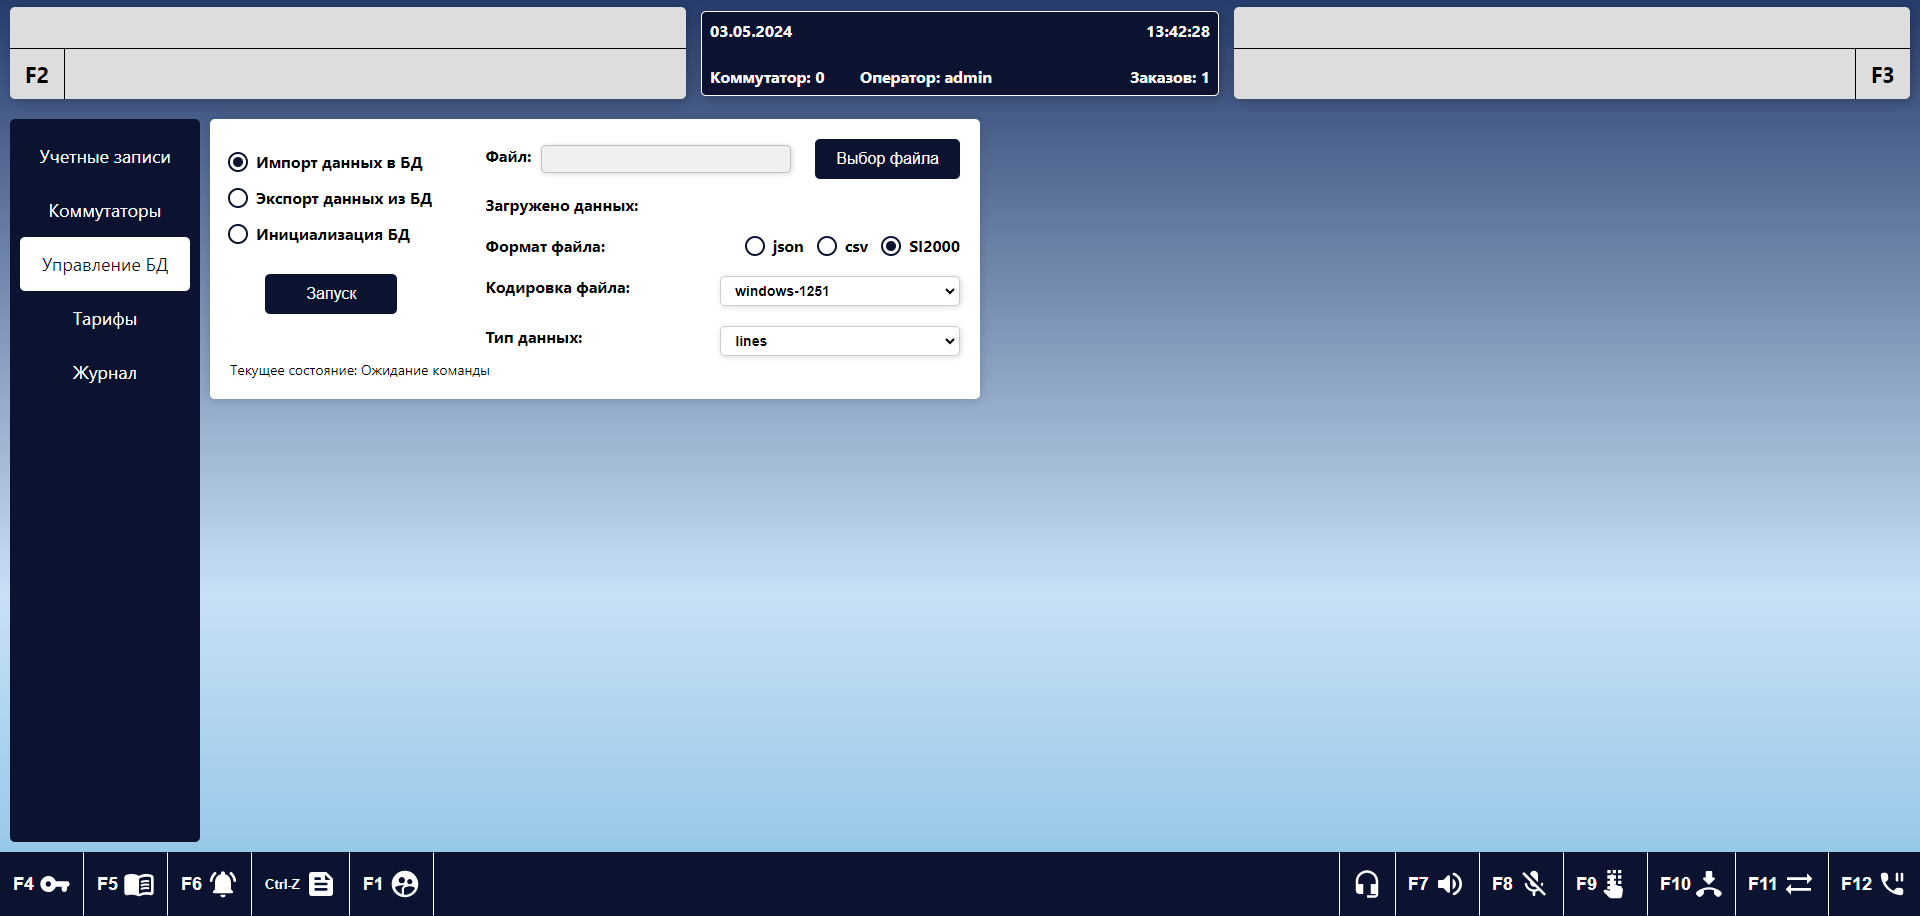 F2
03.05.2024 13:42:28
Коммутатор: 0 Оператор: admin Заказов: 1
F3
Учетные записи
Коммутаторы
Управление БД
Тарифы
Журнал
Импорт данных в БД
Экспорт данных из БД
Инициализация БД
Запуск
Файл:
Выбор файла
Загружено данных:
Формат файла: json csv SI2000
Кодировка файла: windows-1251
Тип данных: lines
Текущее состояние: Ожидание команды
F4 F5 F6 Ctrl-Z F1 F7 F8 F9 F10 F11 F12